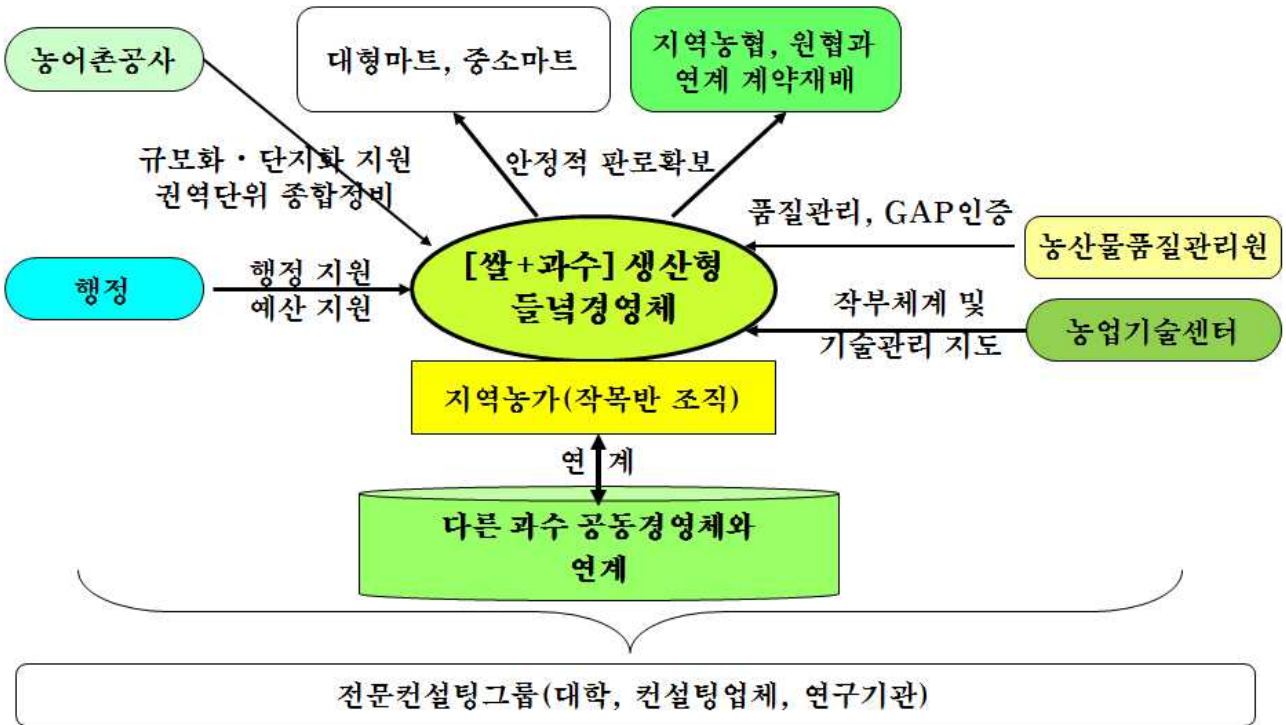 농어촌공사
대형마트, 중소마트
지역농협, 원협과
연계 계약재배
규모화・단지화 지원
권역단위 종합정비
안정적 판로확보
품질관리, GAP인증
농산물품질관리원
행정
행정 지원
예산 지원
[쌀+과수] 생산형
들녘경영체
작부체계 및
기술관리 지도
농업기술센터
지역농가(작목반 조직)
연 계
다른 과수 공동경영체와
연계
전문컨설팅그룹(대학, 컨설팅업체, 연구기관)